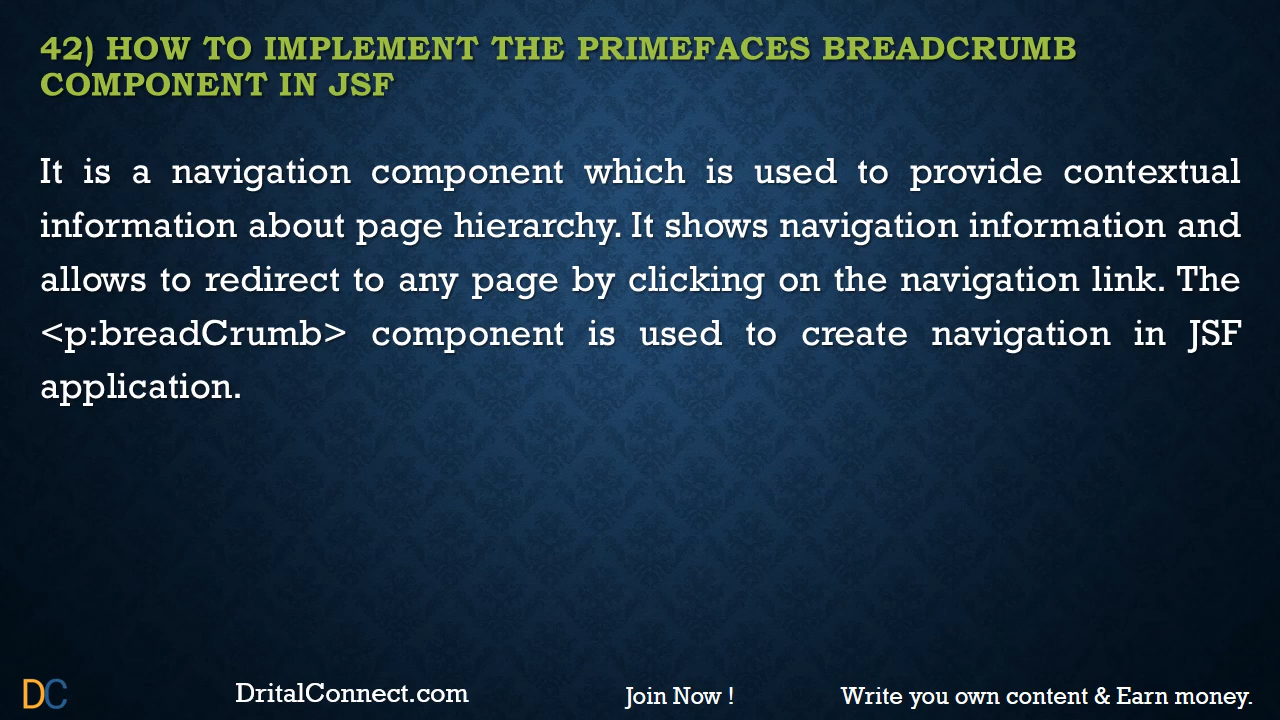 42) HOW TO IMPLEMENT THE PRIMEFACES BREADCRUMB
COMPONENT IN JSF
It is a navigation component which is used to provide contextual
information about page hierarchy. It shows navigation information and
allows to redirect to any page by clicking on the navigation link. The
<p:breadCrumb> component is used to create navigation in JSF
application.
DC
DritalConnect.com
Join Now !
Write you own content & Earn money.